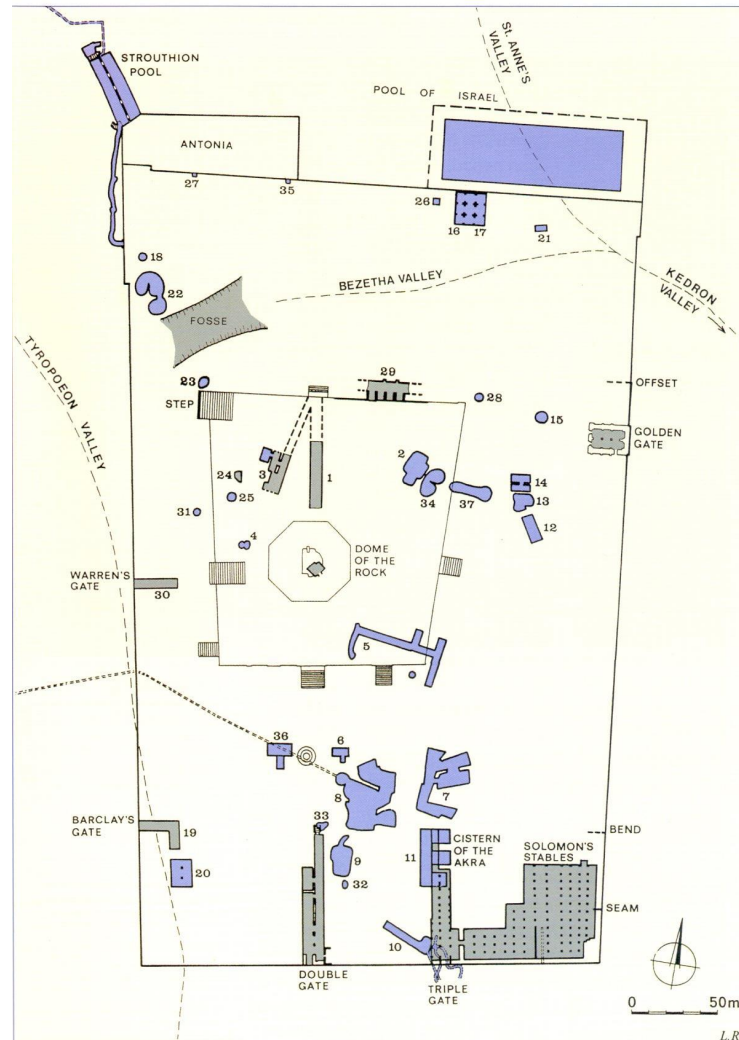 STROUTHION
POOL
St. ANNE'S
VALLEY
POOL OF ISRAEL
ANTONIA
27
35
26
16
17
21
18
22
BEZETHA VALLEY
KEDRON
VALLEY
FOSSE
TYROPOEON VALLEY
23
STEP
29
28
OFFSET
15
GOLDEN
GATE
24
3
1
2
34
37
14
13
12
25
31
4
DOME
OF THE
ROCK
WARREN'S
GATE
30
5
36
6
8
7
BARCLAY'S
GATE
19
33
BEND
20
9
11
CISTERN
OF THE
AKRA
SOLOMON'S
STABLES
32
SEAM
10
DOUBLE
GATE
TRIPLE
GATE
0 50m
L.R